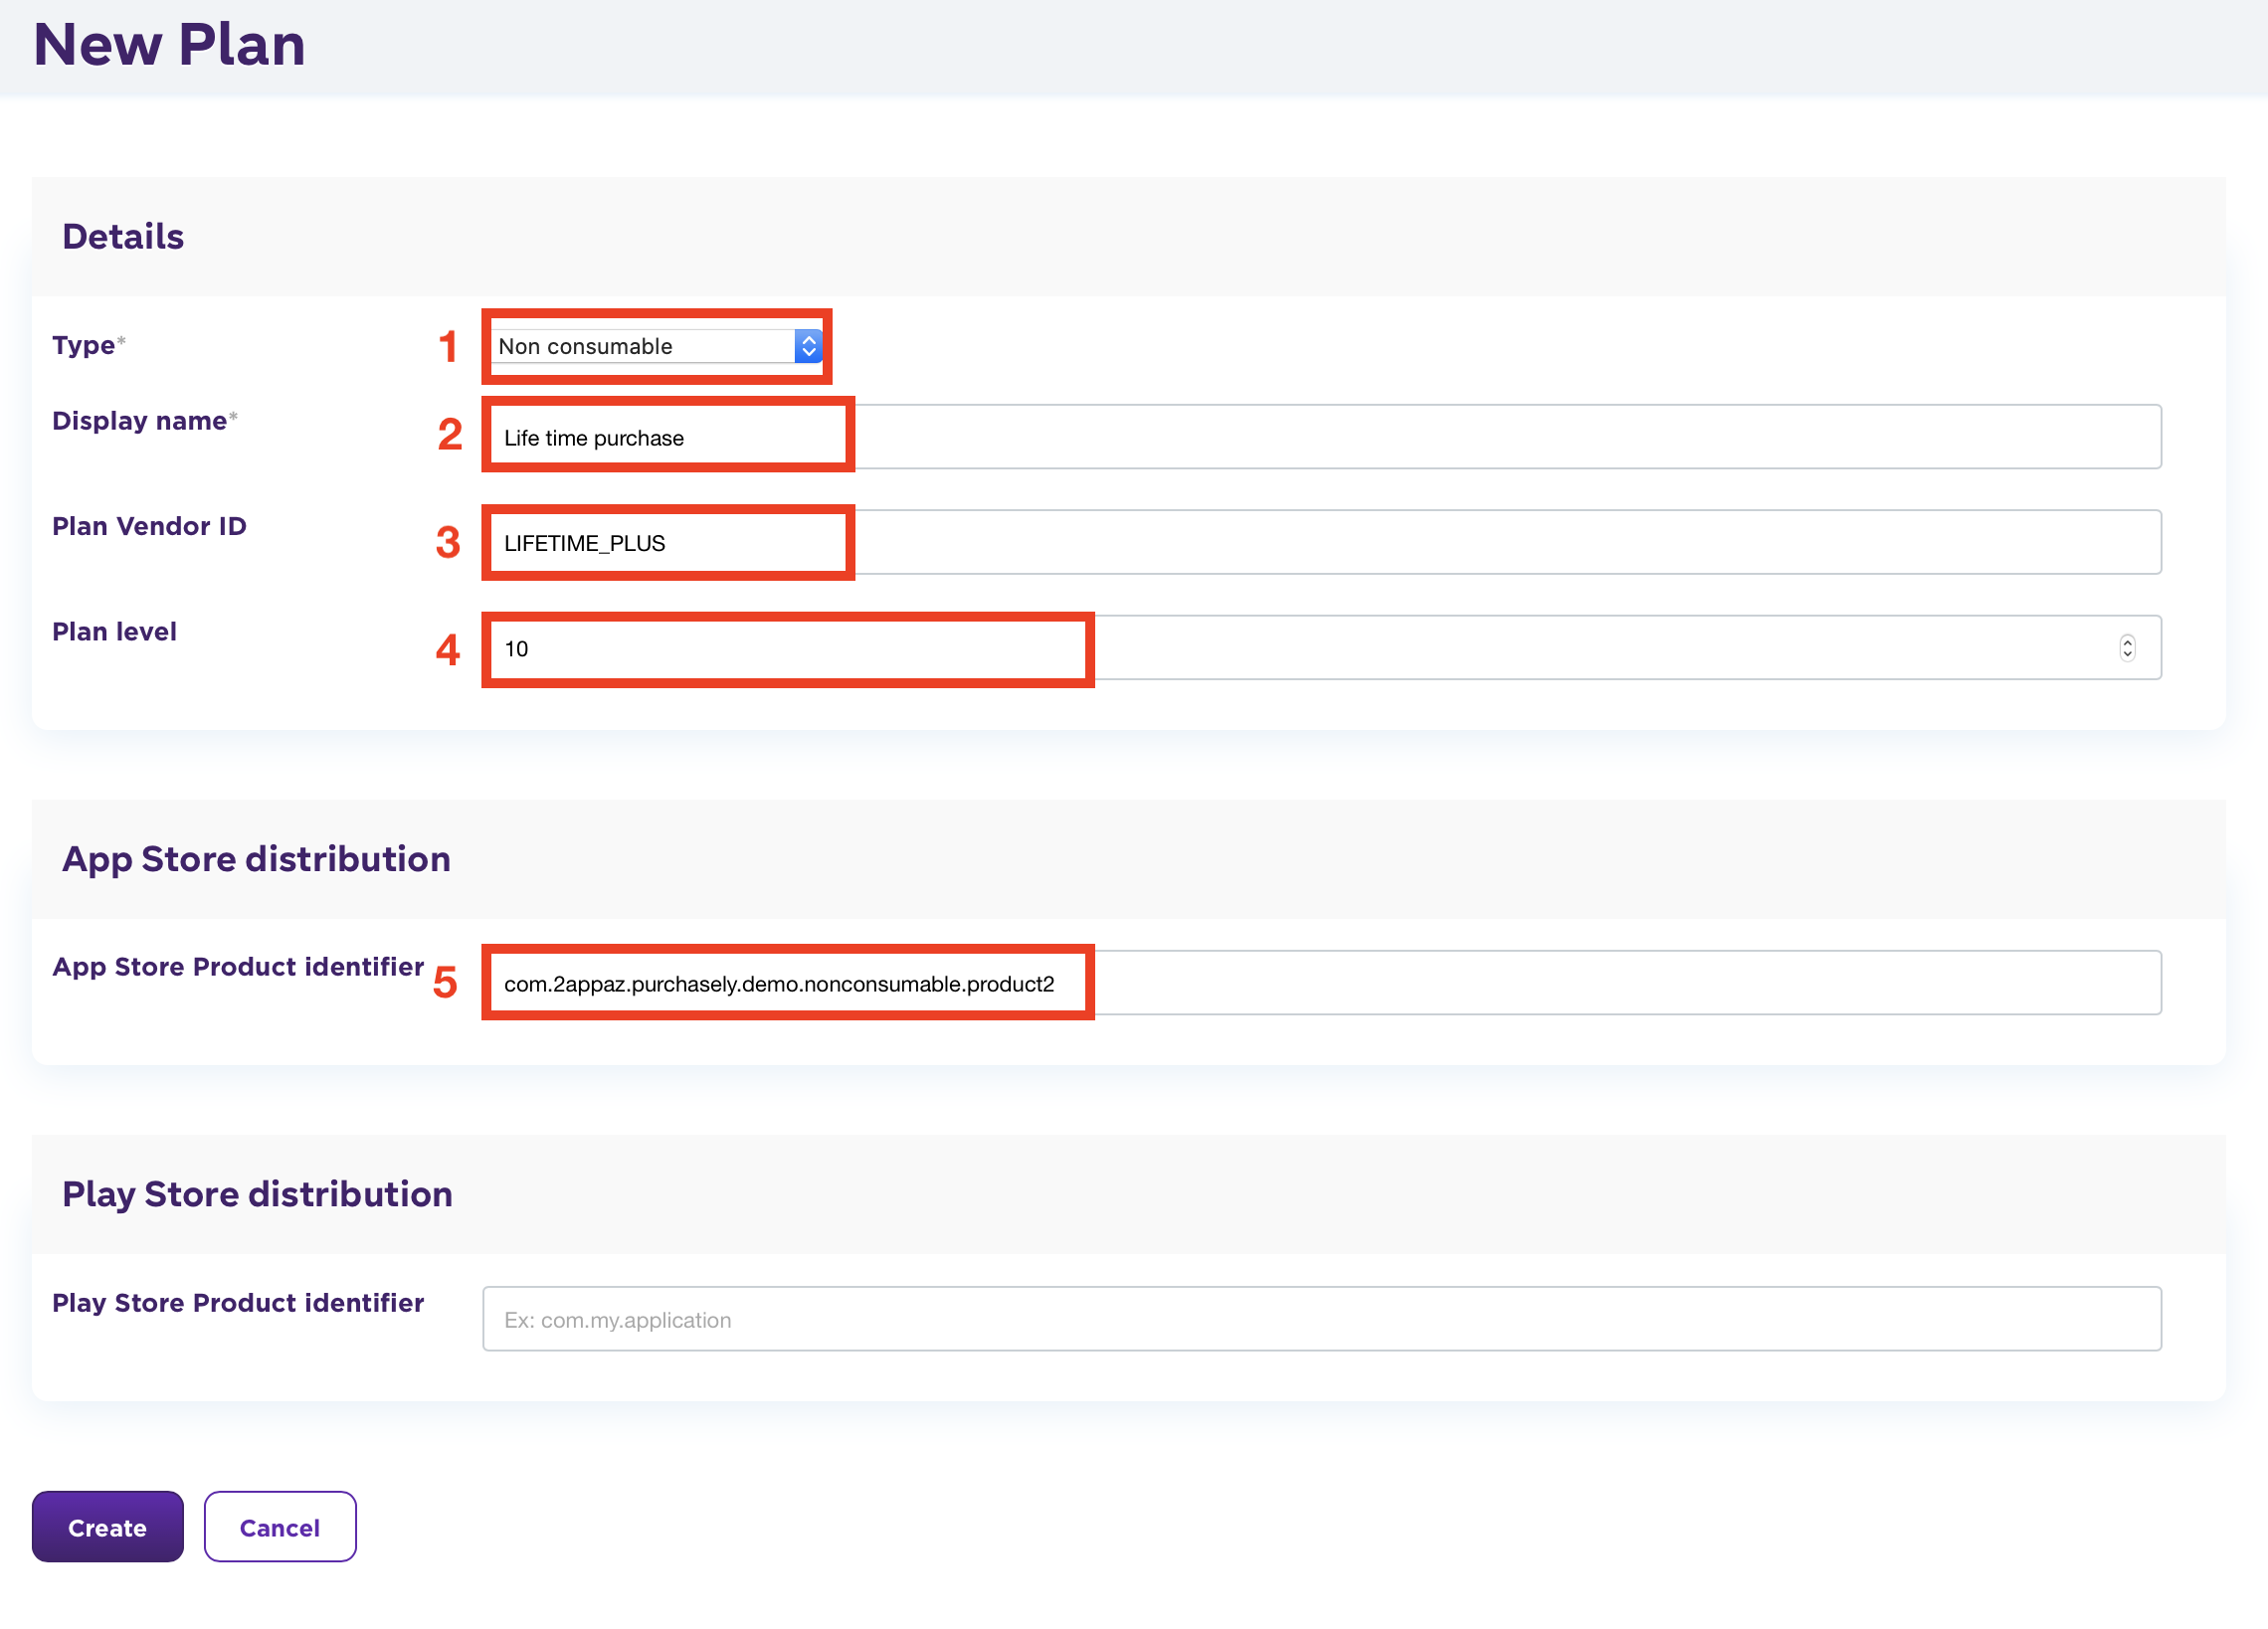 New Plan
Details
Type* 1 Non consumable
Display name* 2 Life time purchase
Plan Vendor ID 3 LIFETIME_PLUS
Plan level 4 10
App Store distribution
App Store Product identifier 5 com.2appaz.purchasely.demo.nonconsumable.product2
Play Store distribution
Play Store Product identifier Ex: com.my.application
Create Cancel